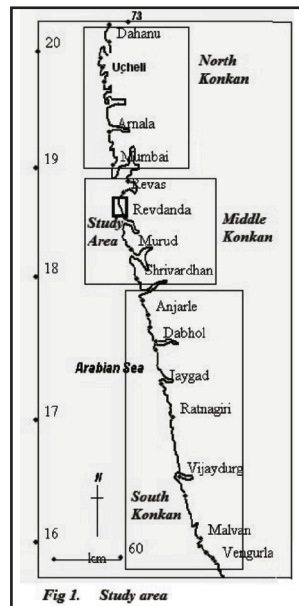 73
20
Dahanu
Ucheli
North
Konkan
Arnala
19
Mumbai
Revas
Revdanda
Study
Area
Middle
Konkan
Murud
Shrivardhan
18
Anjarle
Dabhol
Arabian Sea
Jaygad
17
Ratnagiri
Vijaydurg
N
South
Konkan
16
Malvan
60
km
Vengurla
Fig 1. Study area